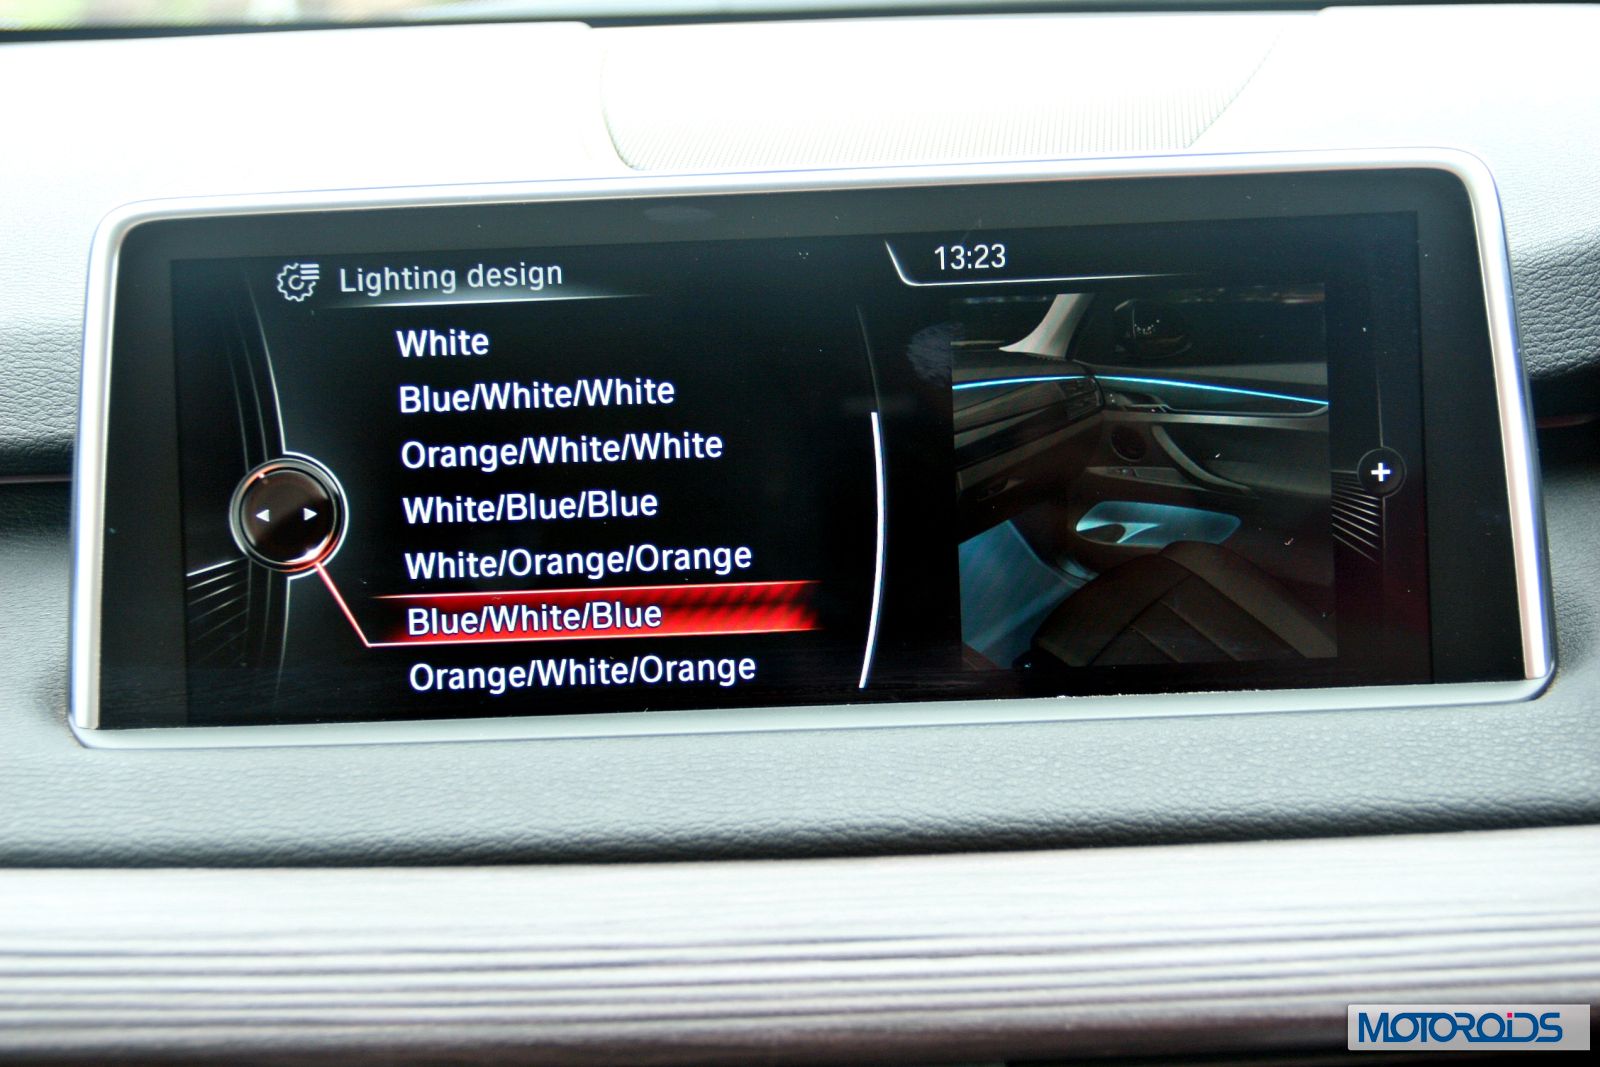 Lighting design
13:23
White
Blue/White/White
Orange/White/White
White/Blue/Blue
White/Orange/Orange
Blue/White/Blue
Orange/White/Orange
MOTOROiDS